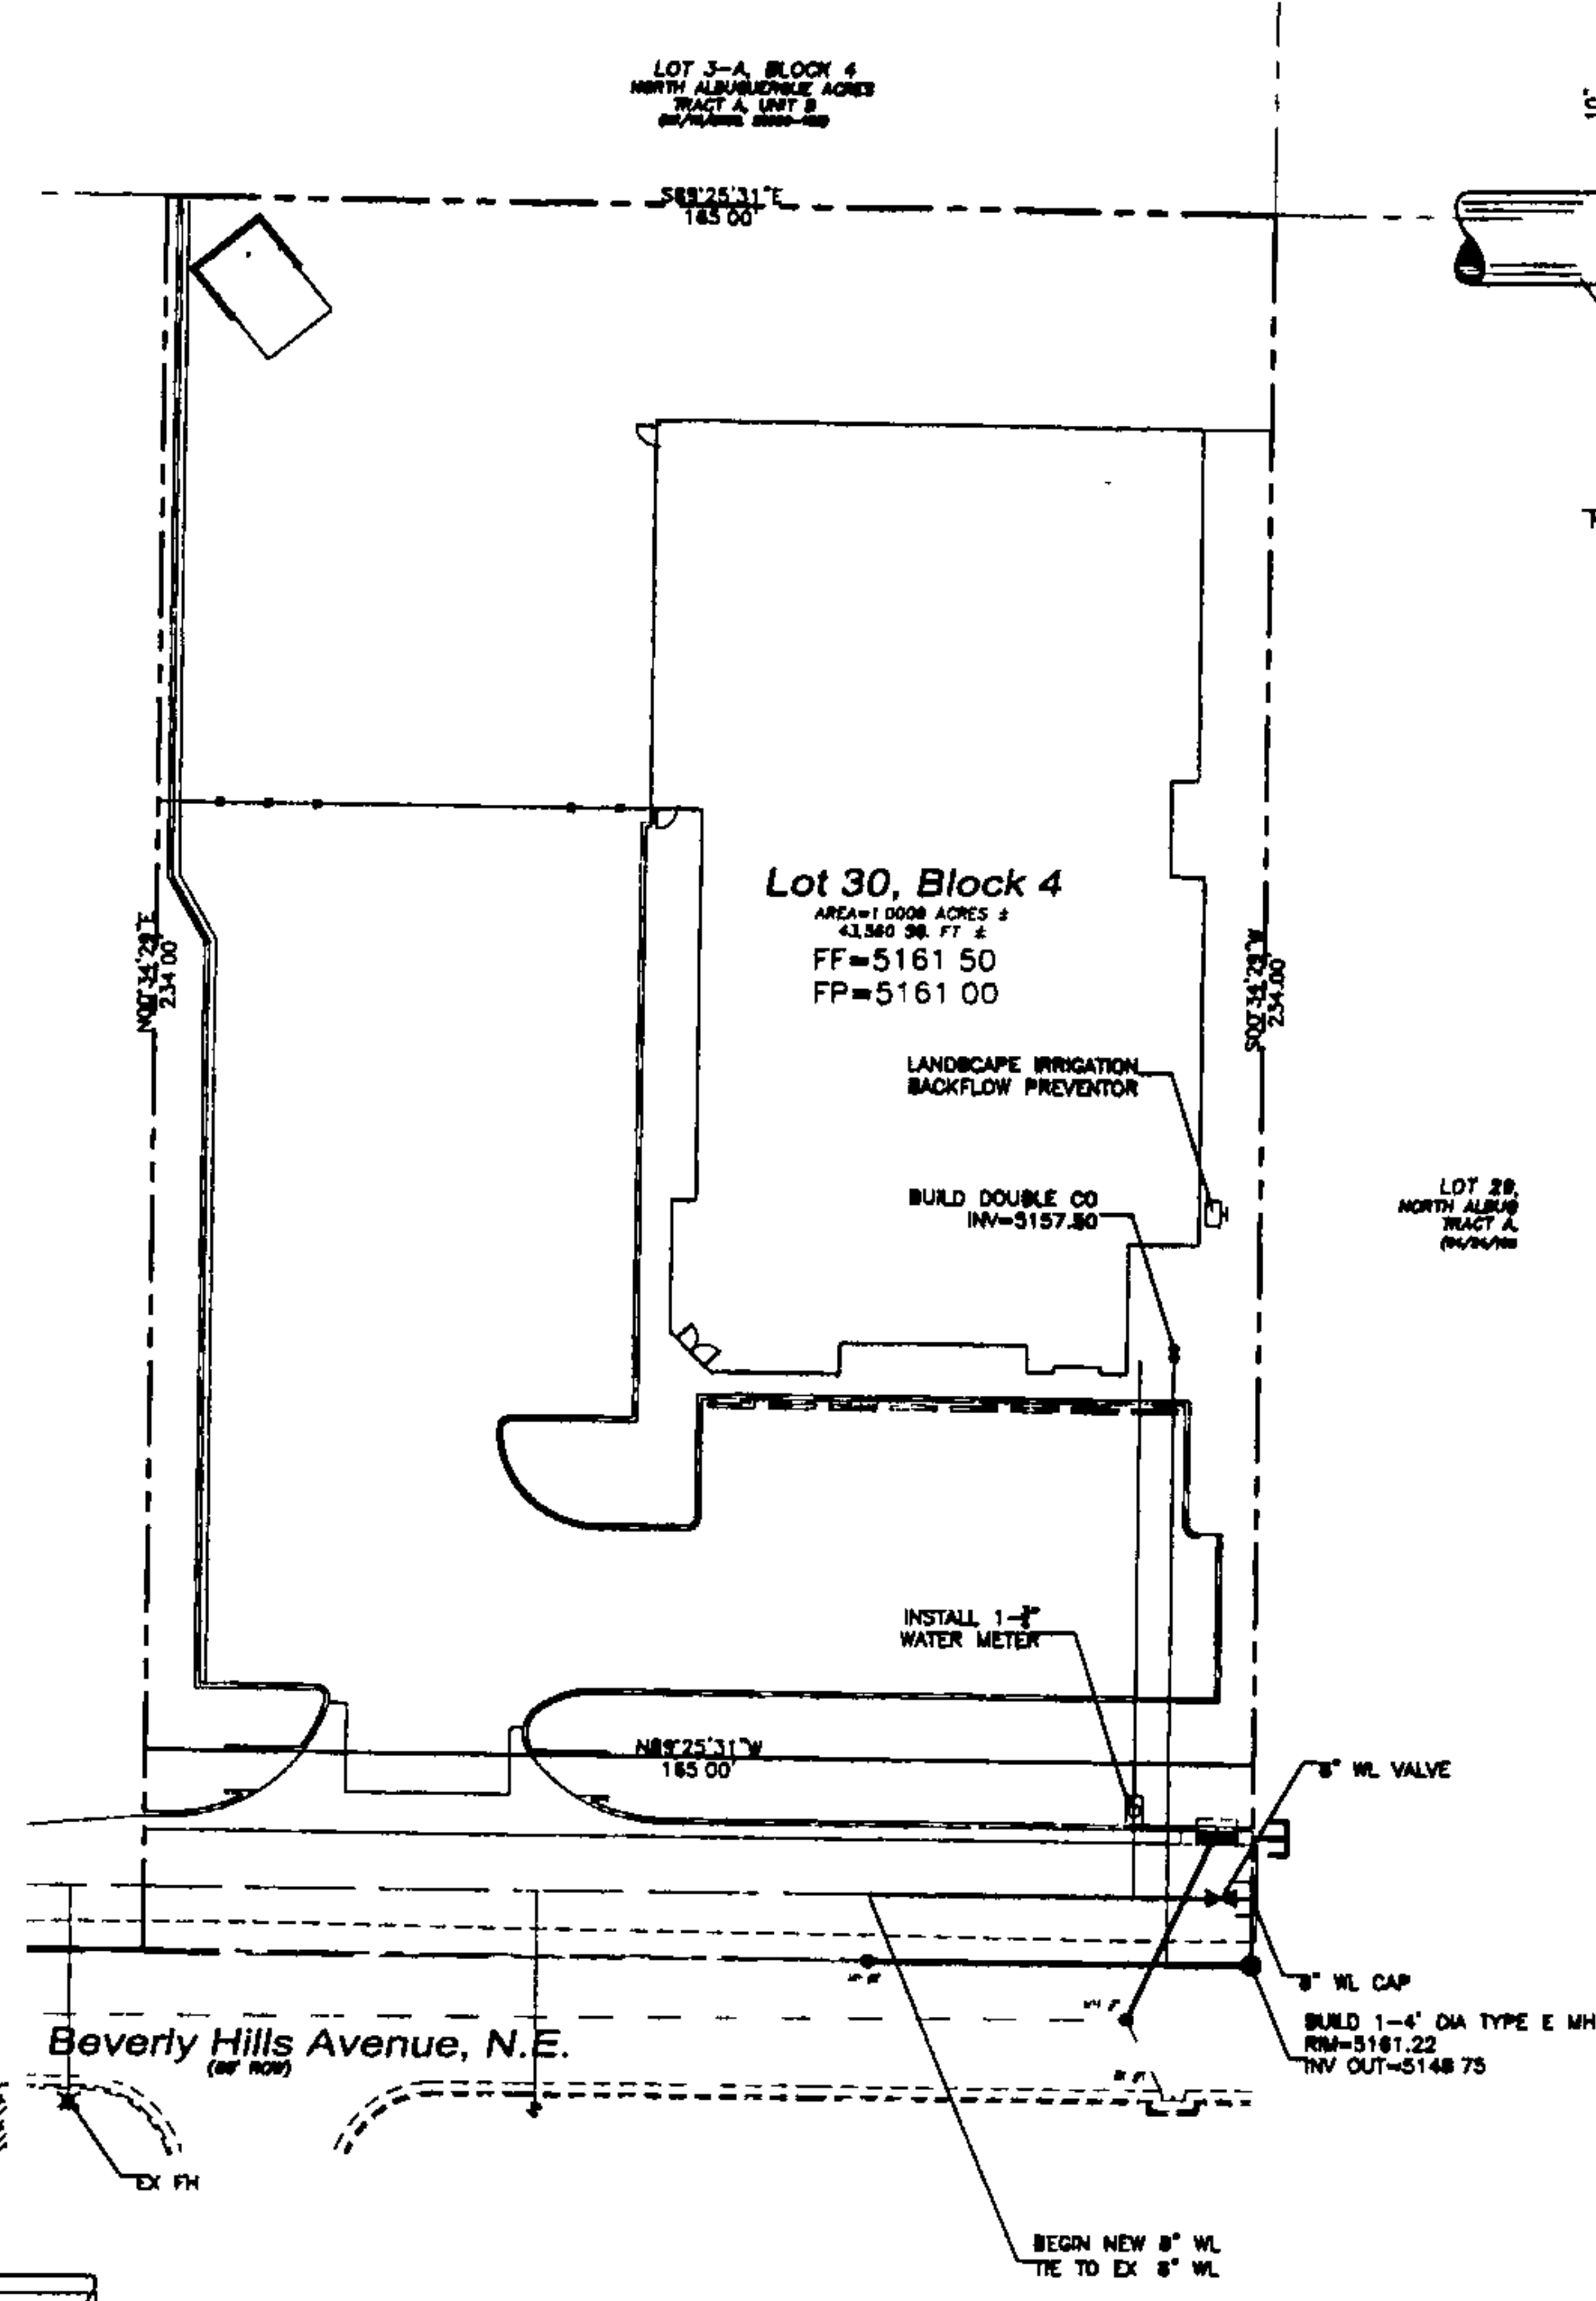 LOT 3-A, BLOCK 4
NORTH ALBUQUERQUE ACRES
TRACT A, UNIT B
10"
S89°25'31"E
165 00'
Lot 30, Block 4
AREA=1 0000 ACRES ±
43,560 SQ. FT ±
FF=5161 50
FP=5161 00
N00°34'29"E
234 00'
S00°34'29"W
234.00'
LANDSCAPE IRRIGATION
BACKFLOW PREVENTOR
BUILD DOUBLE CO
INV=5157.50
LOT 29,
NORTH ALBUQ
TRACT A,
INSTALL 1-
WATER METER
N89°25'31"W
165 00'
8" WL VALVE
8" WL CAP
BUILD 1-4' DIA TYPE E MH
RIM=5161.22
INV OUT=5148 75
Beverly Hills Avenue, N.E.
ROW)
EX FH
BEGIN NEW 8" WL
TIE TO EX 8" WL